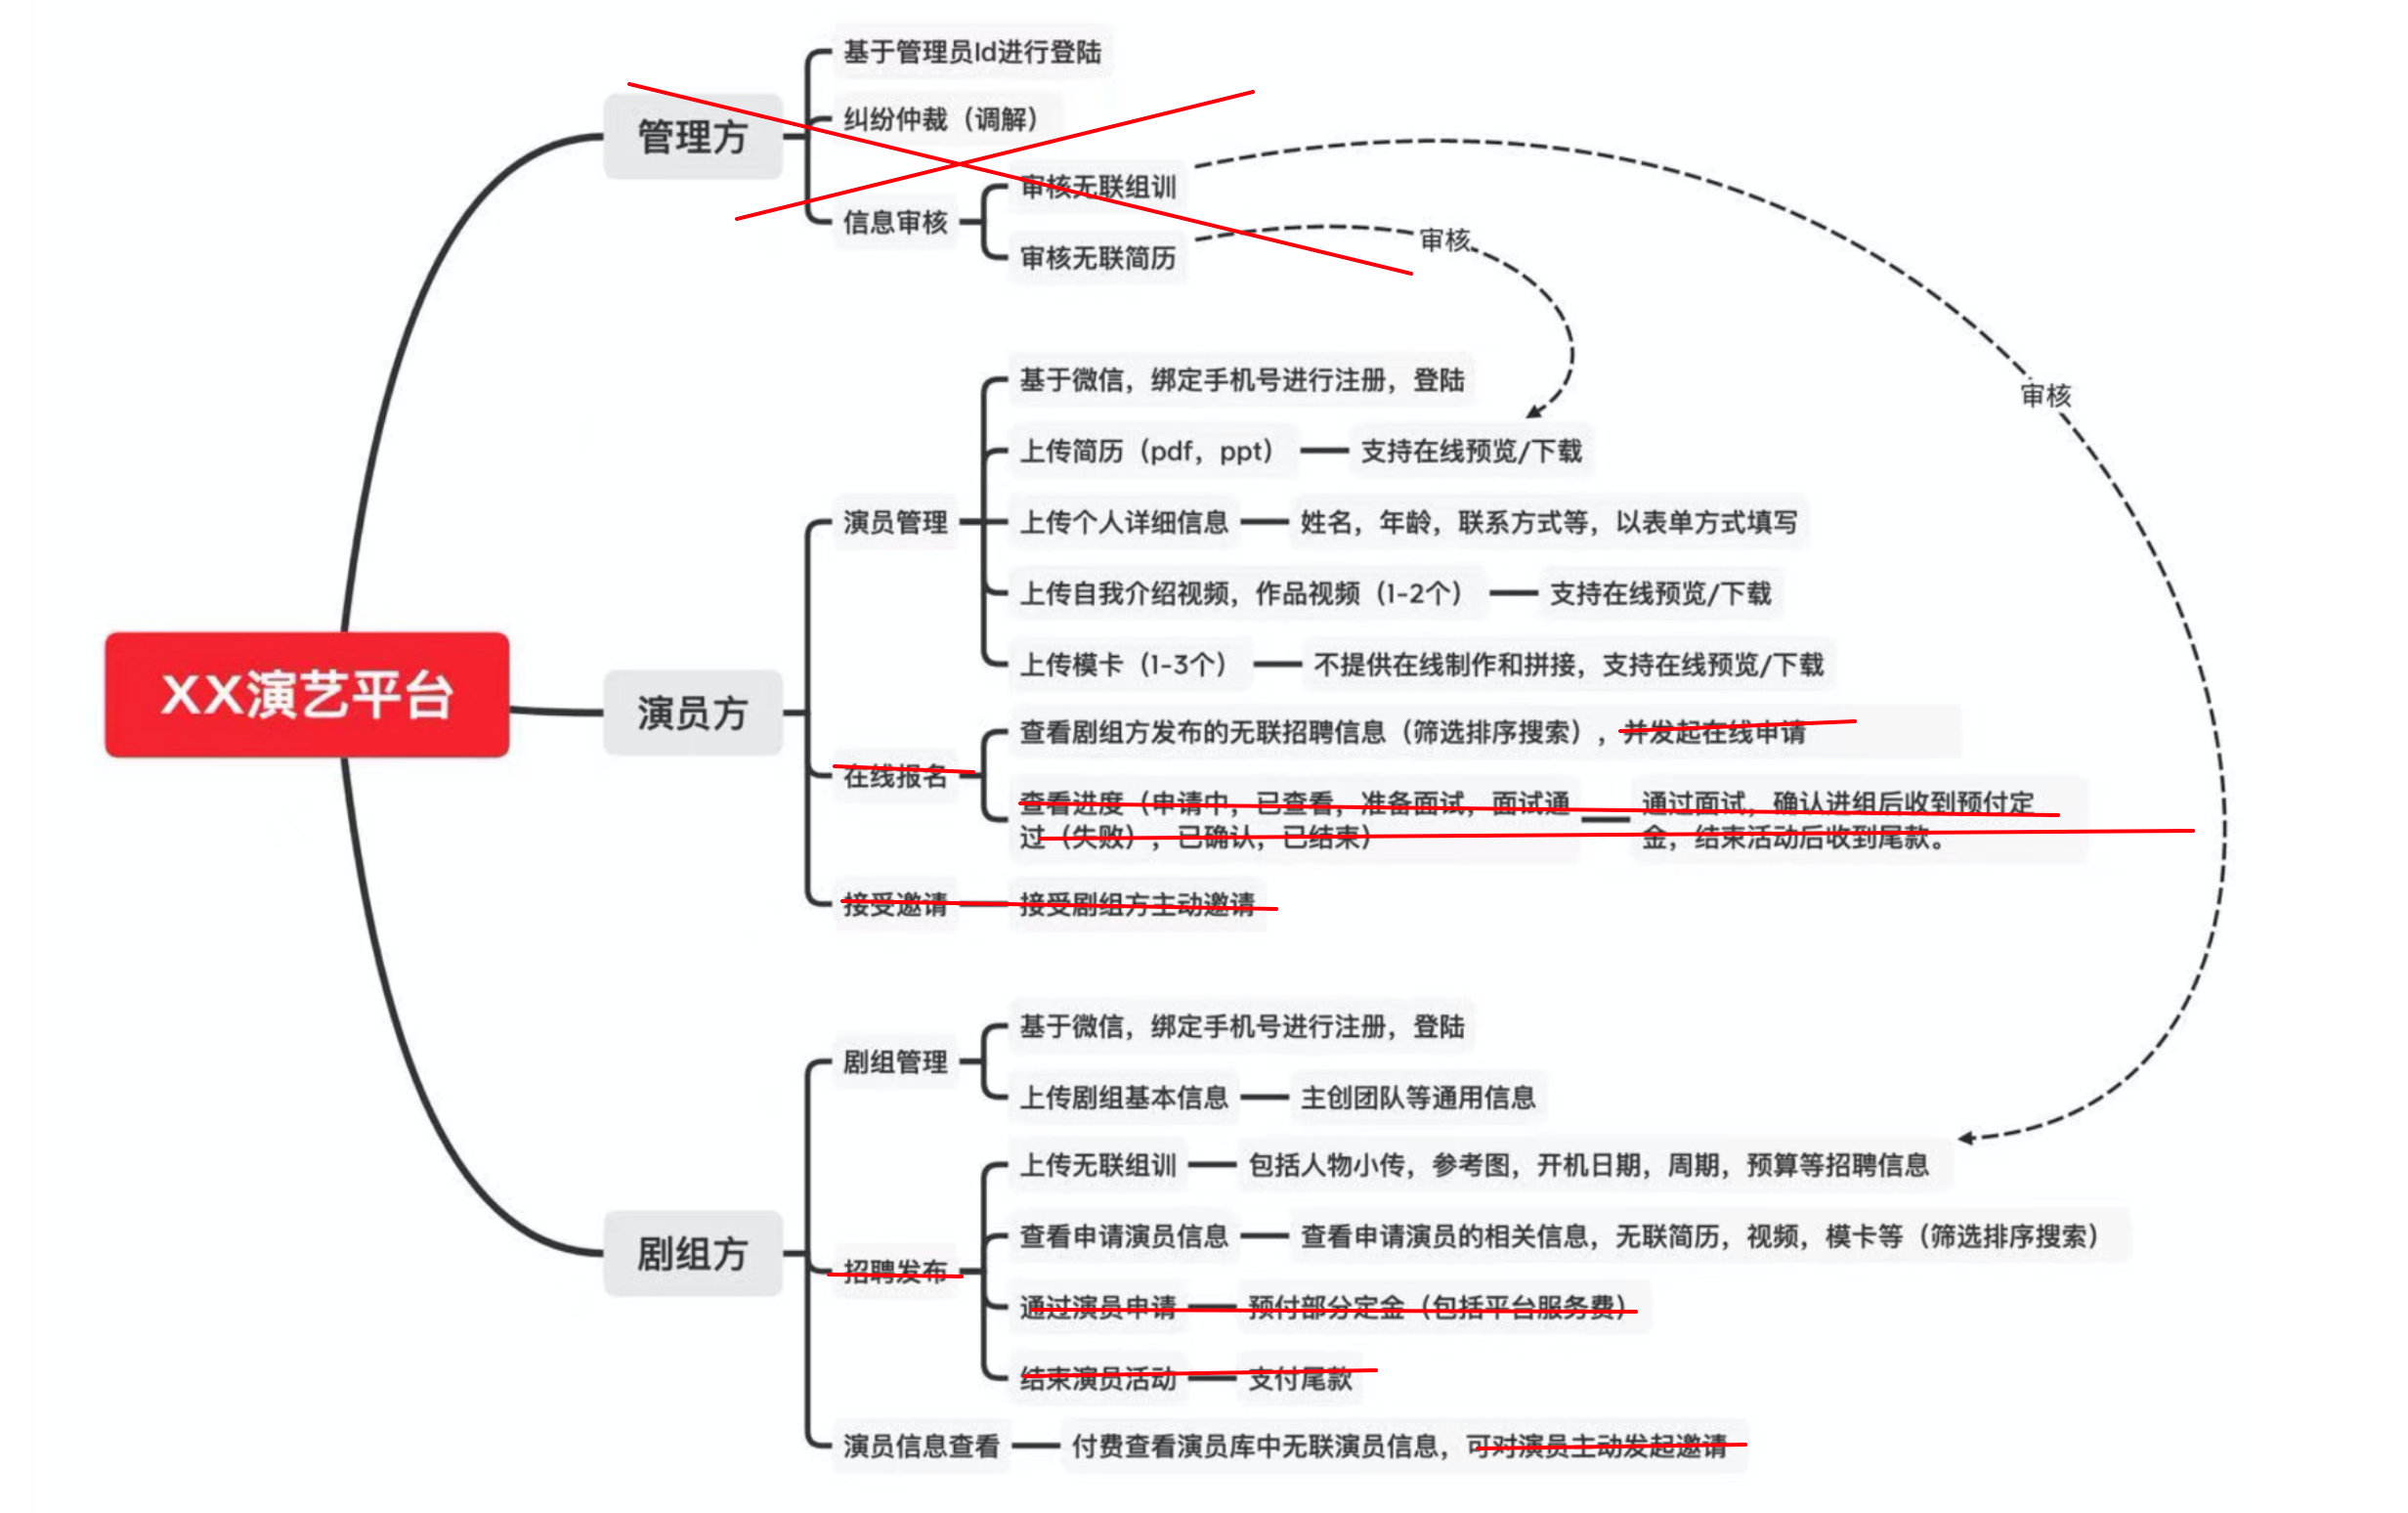 基于管理员Id进行登陆
管理方
纠纷仲裁（调解）
审核无联组训
信息审核
审核无联简历
审核
审核
基于微信，绑定手机号进行注册，登陆
上传简历（pdf，ppt）
支持在线预览/下载
演员管理
上传个人详细信息
姓名，年龄，联系方式等，以表单方式填写
上传自我介绍视频，作品视频（1-2个）
支持在线预览/下载
上传模卡（1-3个）
不提供在线制作和拼接，支持在线预览/下载
XX演艺平台
演员方
查看剧组方发布的无联招聘信息（筛选排序搜索），并发起在线申请
在线报名
查看进度（申请中，已查看，准备面试，面试通
过（失败），已确认，已结束）
通过面试，确认进组后收到预付定
金，结束活动后收到尾款。
接受邀请
接受剧组方主动邀请
基于微信，绑定手机号进行注册，登陆
剧组管理
上传剧组基本信息
主创团队等通用信息
上传无联组训
包括人物小传，参考图，开机日期，周期，预算等招聘信息
剧组方
查看申请演员信息
查看申请演员的相关信息，无联简历，视频，模卡等（筛选排序搜索）
招聘发布
通过演员申请
预付部分定金（包括平台服务费）
结束演员活动
支付尾款
演员信息查看
付费查看演员库中无联演员信息，可对演员主动发起邀请